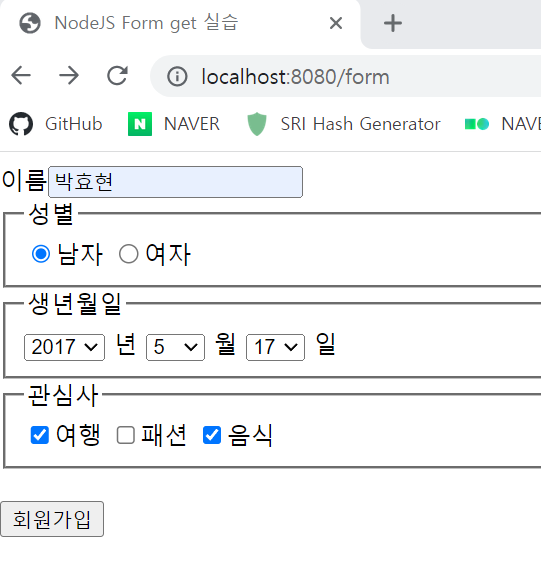 NodeJS Form get 실습
localhost:8080/form
GitHub NAVER SRI Hash Generator NAVE
이름 박효현
성별
남자 여자
생년월일
2017 년 5 월 17 일
관심사
여행 패션 음식
회원가입